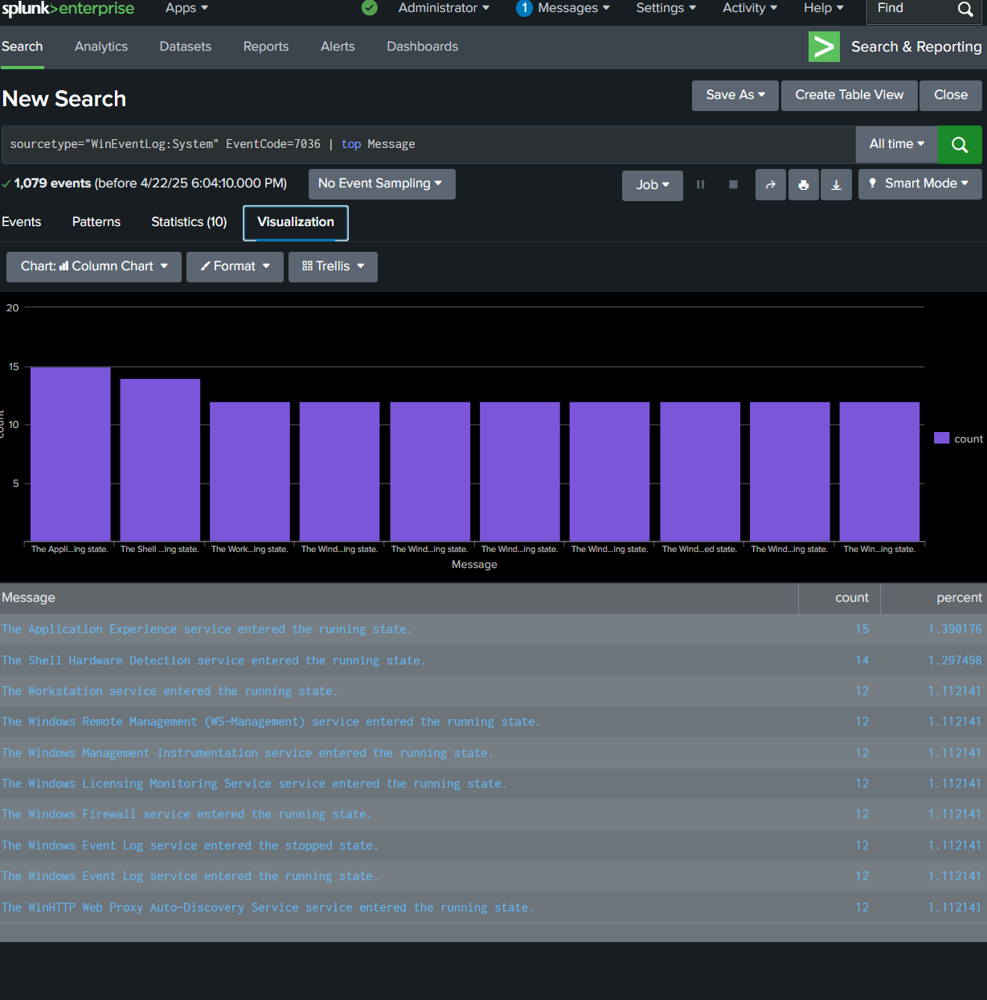 splunk>enterprise Apps Administrator 1 Messages Settings Activity Help Find
Search Analytics Datasets Reports Alerts Dashboards Search & Reporting
New Search Save As Create Table View Close
sourcetype="WinEventLog:System" EventCode=7036 | top Message All time
1,079 events (before 4/22/25 6:04:10.000 PM) No Event Sampling Job Smart Mode
Events Patterns Statistics (10) Visualization
Chart: Column Chart Format Trellis
20
15
10
5
count
count
The Appli...ing state. The Shell ...ing state. The Work...ing state. The Wind...ing state. The Wind...ing state. The Wind...ing state. The Wind...ing state. The Wind...ed state. The Wind...ing state. The Win...ing state.
Message
Message count percent
The Application Experience service entered the running state. 15 1.390176
The Shell Hardware Detection service entered the running state. 14 1.297498
The Workstation service entered the running state. 12 1.112141
The Windows Remote Management (WS-Management) service entered the running state. 12 1.112141
The Windows Management Instrumentation service entered the running state. 12 1.112141
The Windows Licensing Monitoring Service service entered the running state. 12 1.112141
The Windows Firewall service entered the running state. 12 1.112141
The Windows Event Log service entered the stopped state. 12 1.112141
The Windows Event Log service entered the running state. 12 1.112141
The WinHTTP Web Proxy Auto-Discovery Service service entered the running state. 12 1.112141